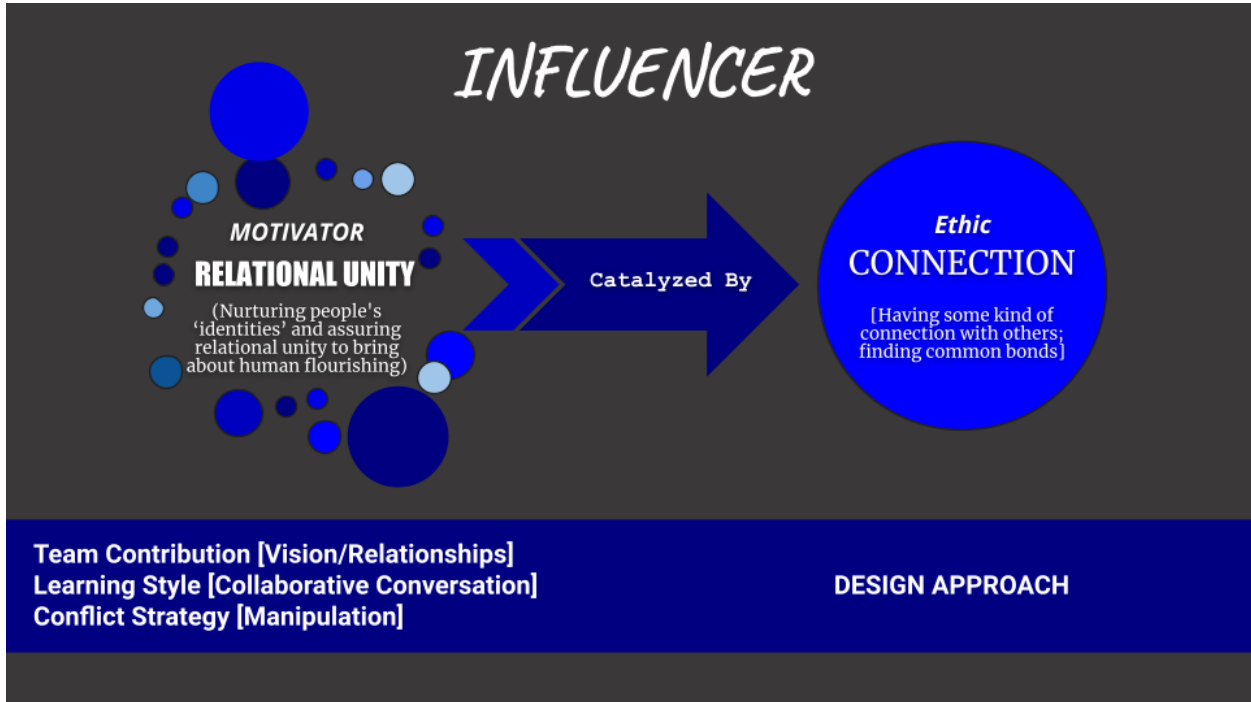 INFLUENCER
MOTIVATOR
RELATIONAL UNITY
(Nurturing people's
‘identities’ and assuring
relational unity to bring
about human flourishing)
Catalyzed By
Ethic
CONNECTION
[Having some kind of
connection with others;
finding common bonds]
Team Contribution [Vision/Relationships]
Learning Style [Collaborative Conversation]
Conflict Strategy [Manipulation]
DESIGN APPROACH